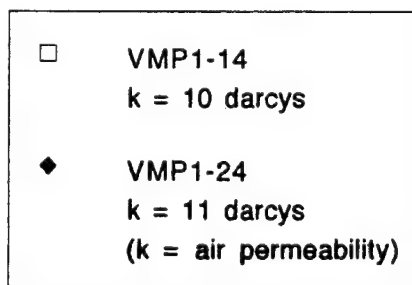 VMP1-14
k = 10 darcys
VMP1-24
k = 11 darcys
(k = air permeability)